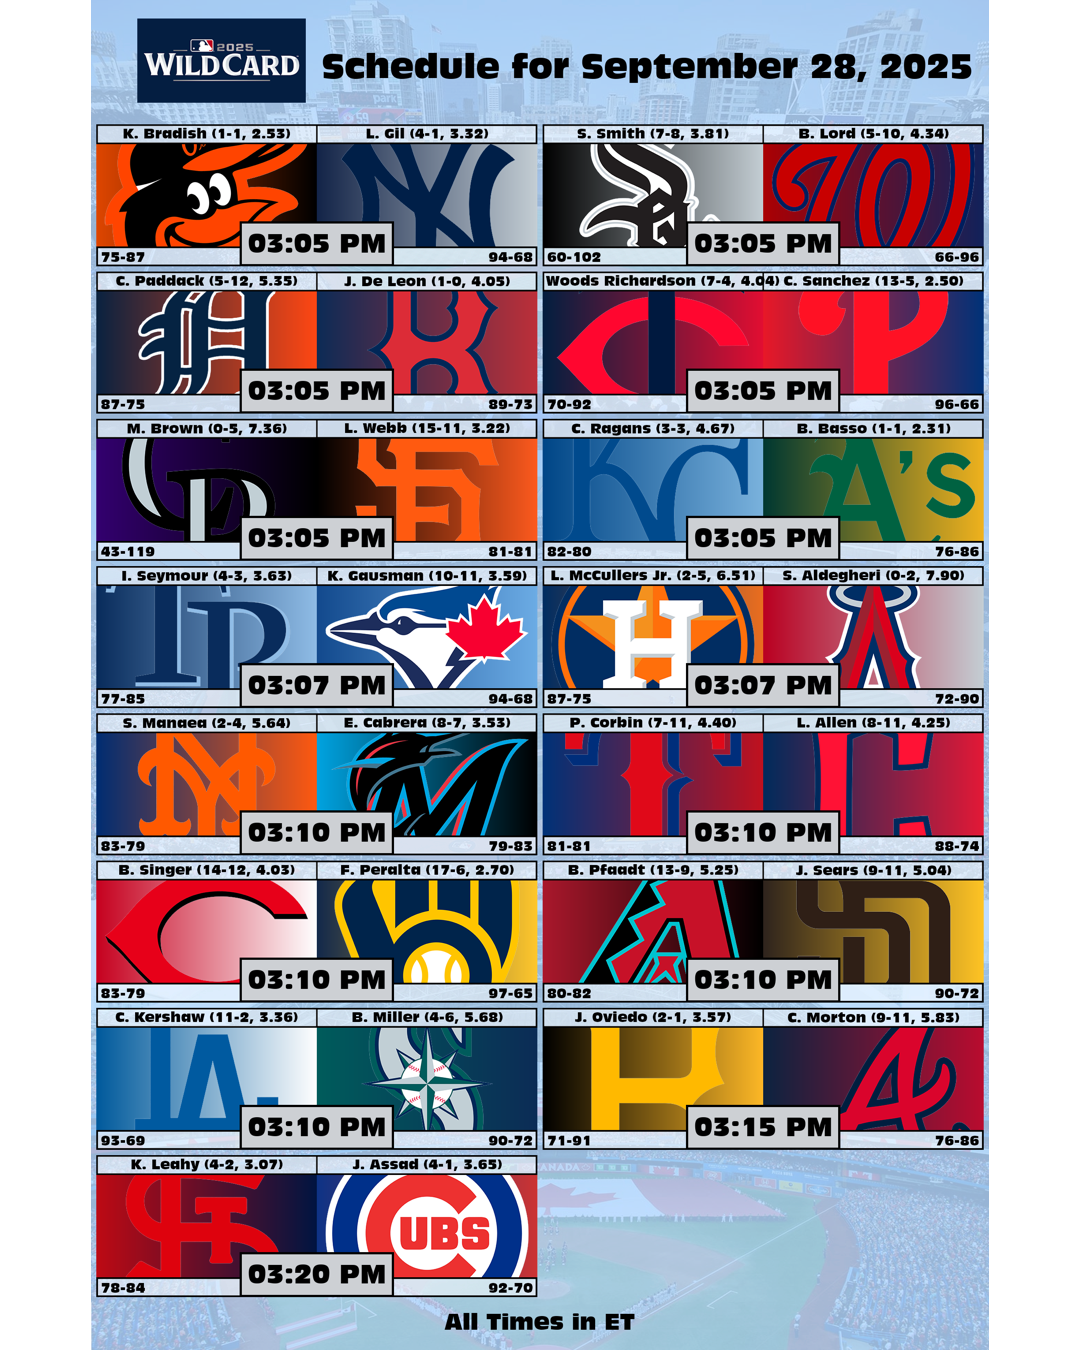 2025
WILD CARD
Schedule for September 28, 2025
K. Bradish (1-1, 2.53) L. Gil (4-1, 3.32)
03:05 PM
75-87 94-68
S. Smith (7-8, 3.81) B. Lord (5-10, 4.34)
03:05 PM
60-102 66-96
C. Paddack (5-12, 5.35) J. De Leon (1-0, 4.05)
03:05 PM
87-75 89-73
Woods Richardson (7-4, 4.04) C. Sanchez (13-5, 2.50)
03:05 PM
70-92 96-66
M. Brown (0-5, 7.36) L. Webb (15-11, 3.22)
03:05 PM
43-119 81-81
C. Ragans (3-3, 4.67) B. Basso (1-1, 2.31)
KC A's
03:05 PM
82-80 76-86
I. Seymour (4-3, 3.63) K. Gausman (10-11, 3.59)
TB
03:07 PM
77-85 94-68
L. McCullers Jr. (2-5, 6.51) S. Aldegheri (0-2, 7.90)
H A
03:07 PM
87-75 72-90
S. Manaea (2-4, 5.64) E. Cabrera (8-7, 3.53)
NY M
03:10 PM
83-79 79-83
P. Corbin (7-11, 4.40) L. Allen (8-11, 4.25)
T C
03:10 PM
81-81 88-74
B. Singer (14-12, 4.03) F. Peralta (17-6, 2.70)
C
03:10 PM
83-79 97-65
B. Pfaadt (13-9, 5.25) J. Sears (9-11, 5.04)
A SD
03:10 PM
80-82 90-72
C. Kershaw (11-2, 3.36) B. Miller (4-6, 5.68)
LA S
03:10 PM
93-69 90-72
J. Oviedo (2-1, 3.57) C. Morton (9-11, 5.83)
P A
03:15 PM
71-91 76-86
K. Leahy (4-2, 3.07) J. Assad (4-1, 3.65)
STL CUBS
03:20 PM
78-84 92-70
CANADA
All Times in ET